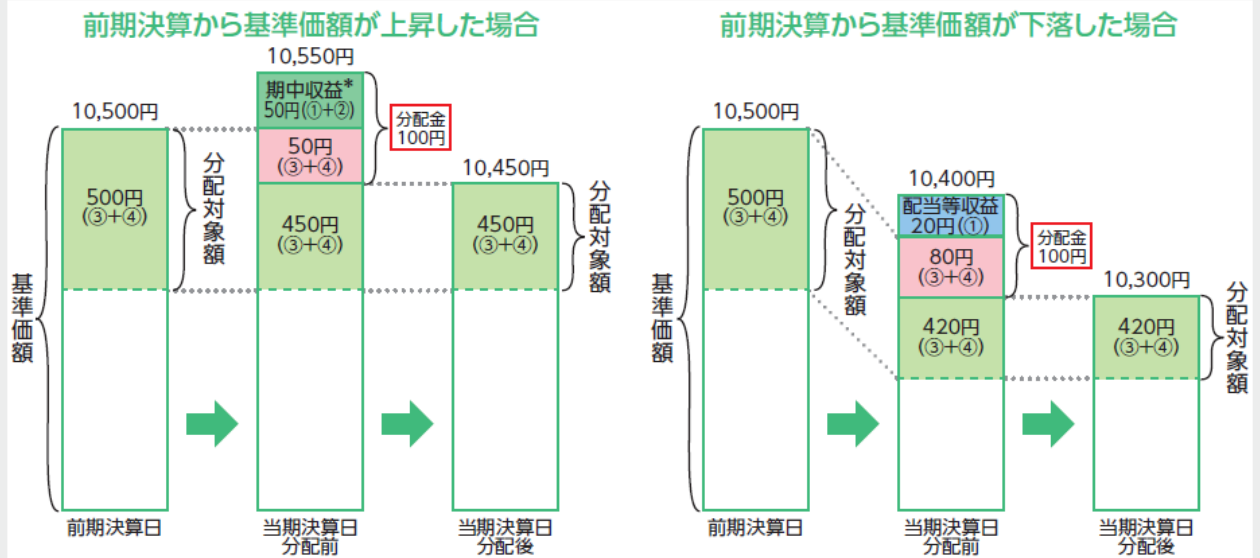 前期決算から基準価額が上昇した場合
10,500円
500円
(③+④)
分配対象額
基準価額
前期決算日
10,550円
期中収益*
50円(①+②)
50円
(③+④)
450円
(③+④)
分配金
100円
当期決算日
分配前
10,450円
450円
(③+④)
分配対象額
当期決算日
分配後
前期決算から基準価額が下落した場合
10,500円
500円
(③+④)
分配対象額
基準価額
前期決算日
10,400円
配当等収益
20円(①)
80円
(③+④)
420円
(③+④)
分配金
100円
当期決算日
分配前
10,300円
420円
(③+④)
分配対象額
当期決算日
分配後